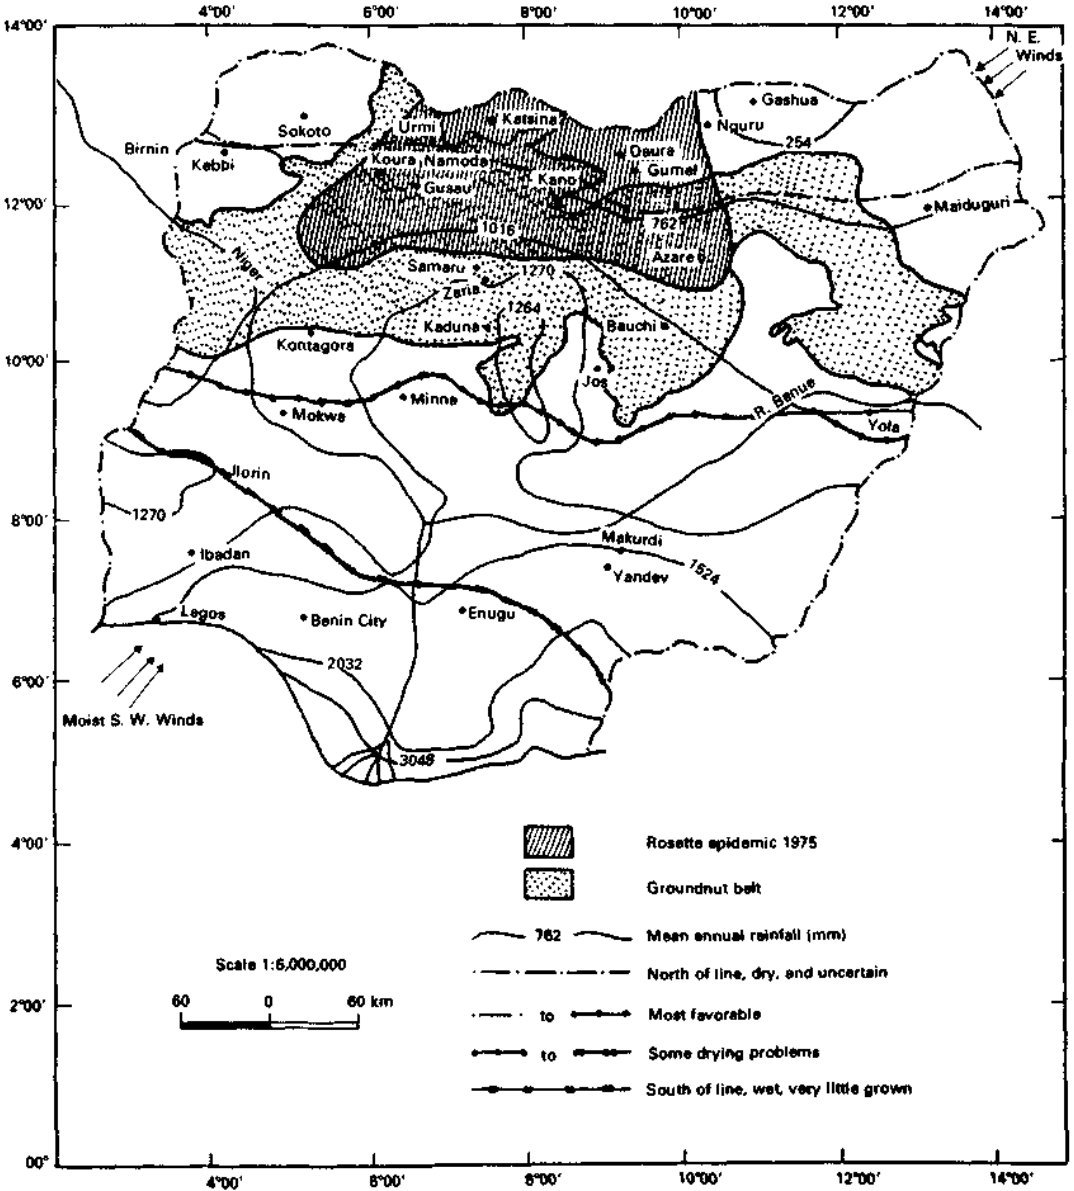 4°00' 6°00' 8°00' 10°00' 12°00' 14°00'
14°00'
N. E.
Winds
Gashua
Katsina
Urmi
Nguru
Sokoto
254
Birnin
Kebbi
Daura
Koura Namoda
Gumel
Kano
Gusau
12°00'
Maiduguri
762
1016
Azare
Niger
Samaru
1270
Zaria
1264
Kaduna
Bauchi
Kontagora
10°00'
Jos
R. Benue
Minna
Mokwa
Yola
Ilorin
1270
8°00'
Makurdi
Ibadan
1524
Yandev
Lagos
Benin City
Enugu
2032
6°00'
Moist S. W. Winds
3048
4°00'
Rosette epidemic 1975
Groundnut belt
762 Mean annual rainfall (mm)
Scale 1:6,000,000
North of line, dry, and uncertain
60 0 60 km
2°00'
to Most favorable
to Some drying problems
South of line, wet, very little grown
00°
4°00' 6°00' 8°00' 10°00' 12°00' 14°00'